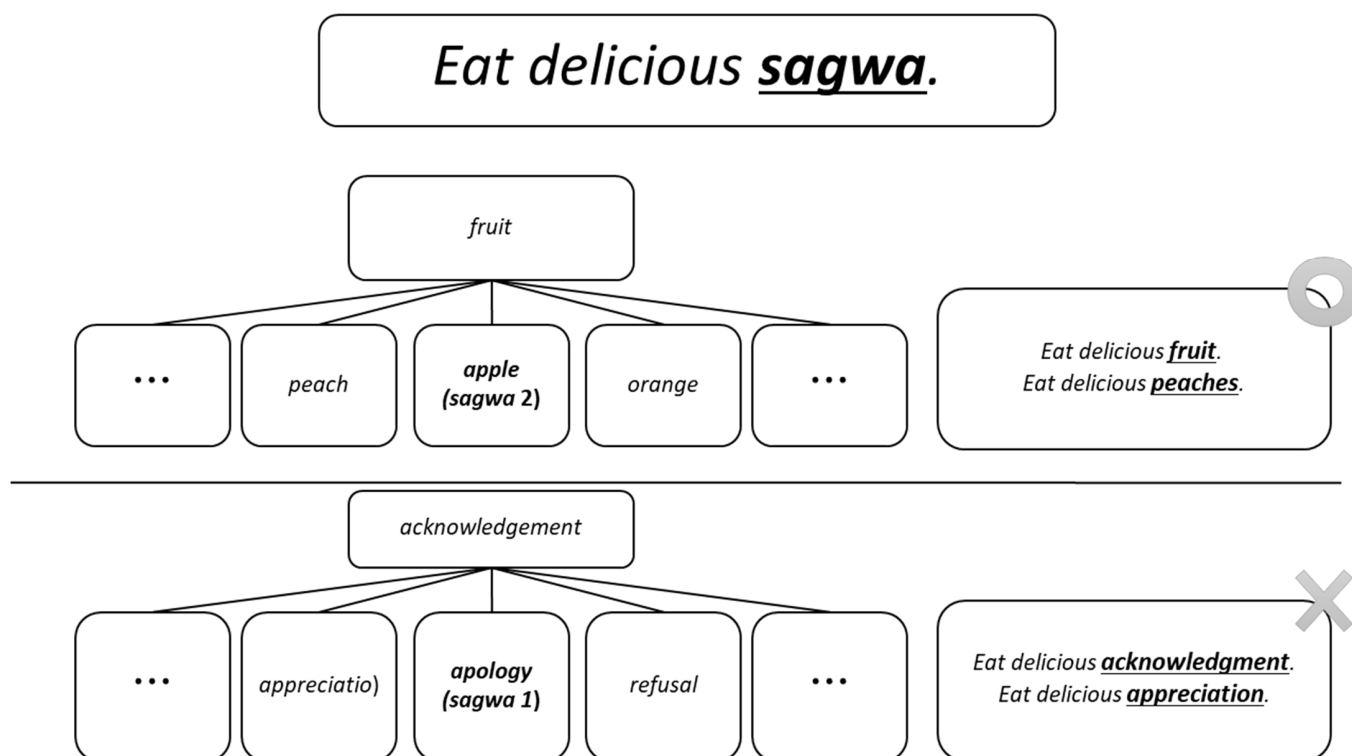 Eat delicious sagwa.
fruit
...
peach
apple
(sagwa 2)
orange
...
Eat delicious fruit.
Eat delicious peaches.
acknowledgement
...
appreciatio)
apology
(sagwa 1)
refusal
...
Eat delicious acknowledgment.
Eat delicious appreciation.